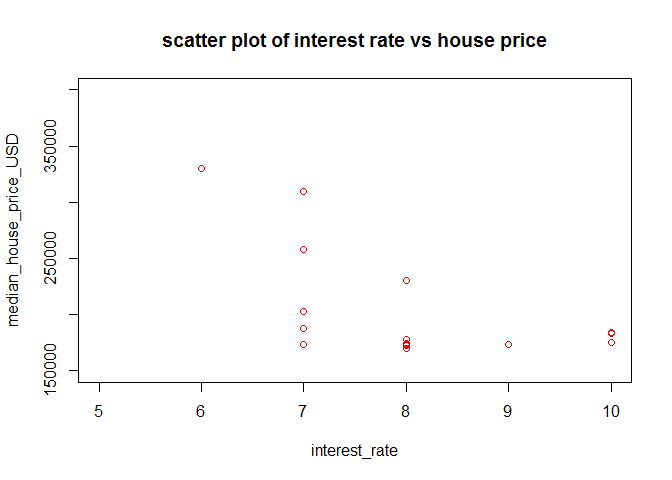 scatter plot of interest rate vs house price
median_house_price_USD
350000
250000
150000
5 6 7 8 9 10
interest_rate